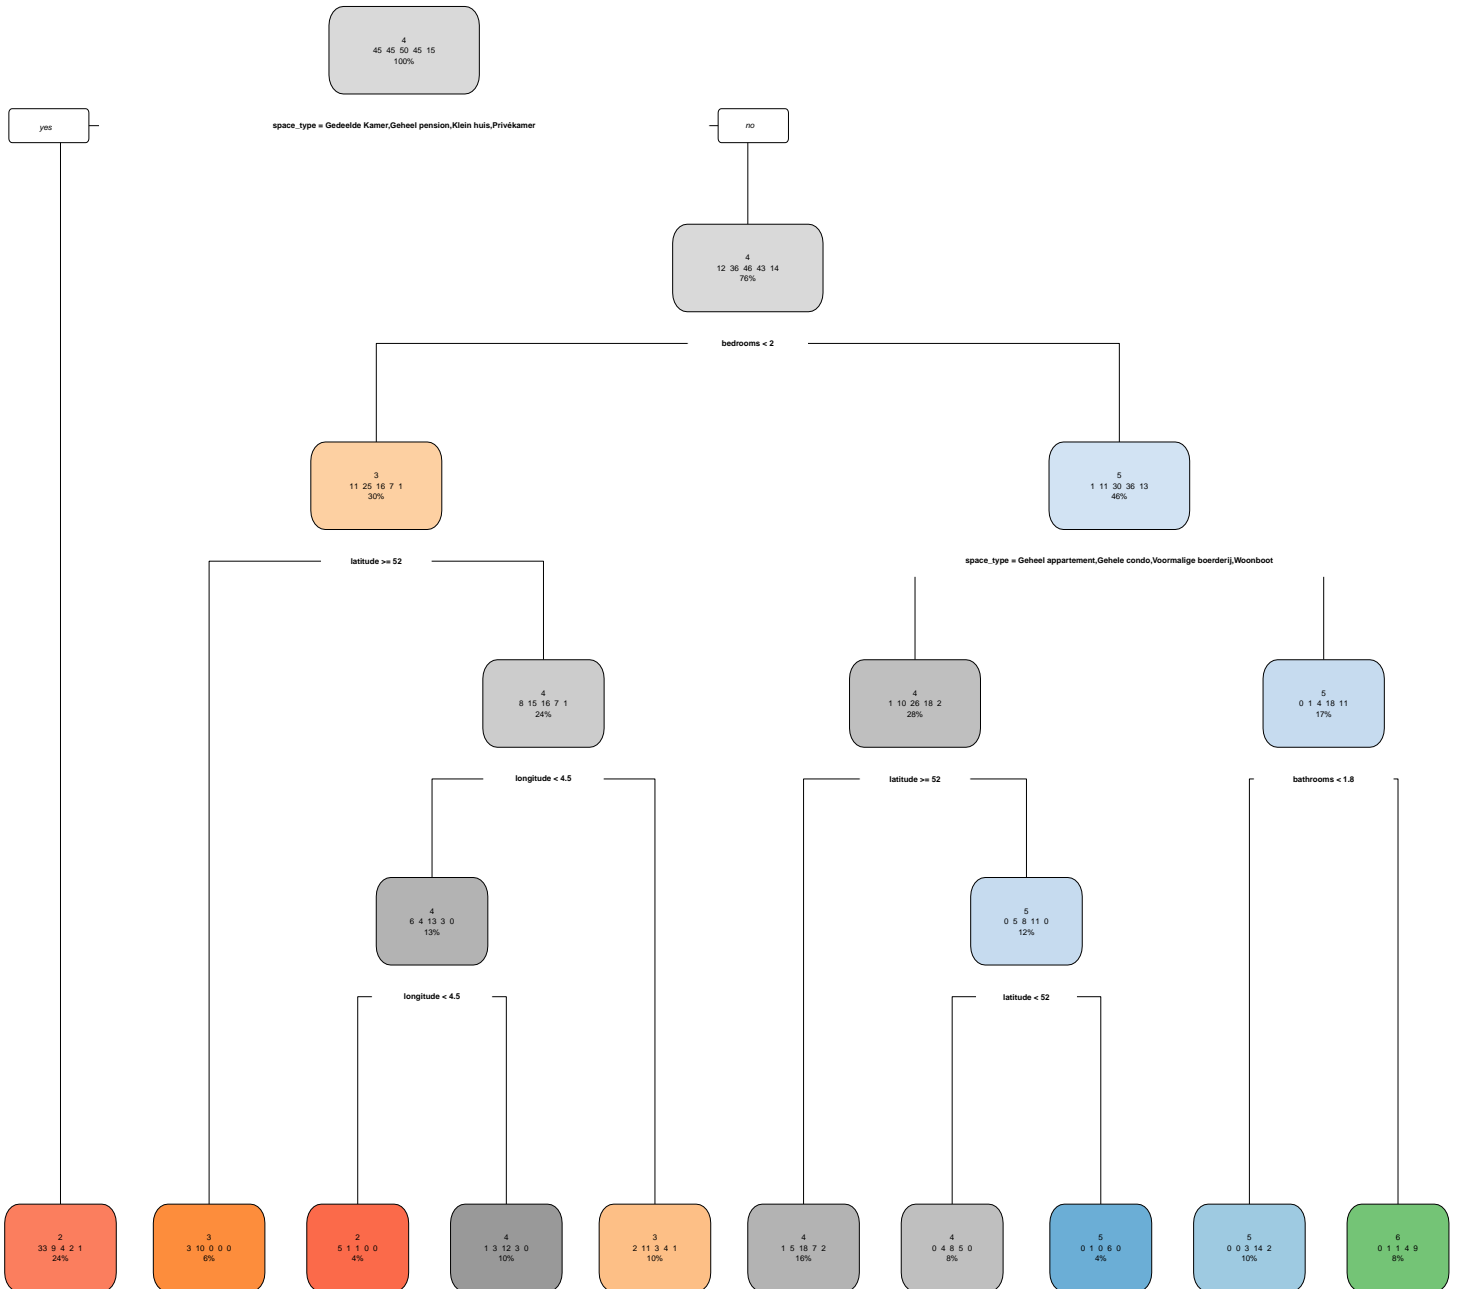 4
45 45 50 45 15
100%
yes
space_type = Gedeelde Kamer,Geheel pension,Klein huis,Privékamer
no
4
12 36 46 43 14
76%
bedrooms < 2
3
11 25 16 7 1
30%
5
1 11 30 36 13
46%
latitude >= 52
space_type = Geheel appartement,Gehele condo,Voormalige boerderij,Woonboot
4
8 15 16 7 1
24%
4
1 10 26 18 2
28%
5
0 1 4 18 11
17%
longitude < 4.5
latitude >= 52
bathrooms < 1.8
4
6 4 13 3 0
13%
5
0 5 8 11 0
12%
longitude < 4.5
latitude < 52
2
33 9 4 2 1
24%
3
3 10 0 0 0
6%
2
5 1 1 0 0
4%
4
1 3 12 3 0
10%
3
2 11 3 4 1
10%
4
1 5 18 7 2
16%
4
0 4 8 5 0
8%
5
0 1 0 6 0
4%
5
0 0 3 14 2
10%
6
0 1 1 4 9
8%